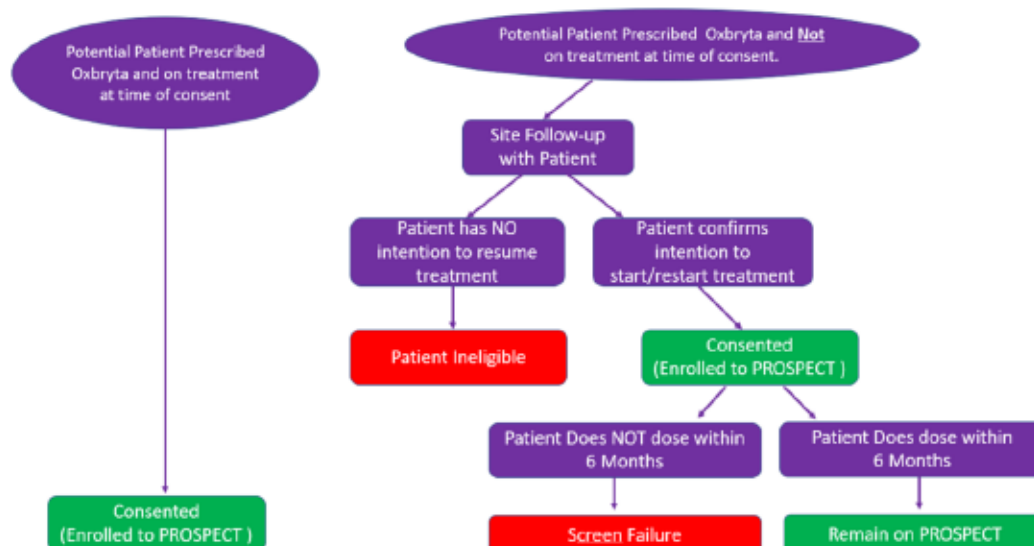 Potential Patient Prescribed
Oxbryta and on treatment
at time of consent
Potential Patient Prescribed Oxbryta and Not
on treatment at time of consent.
Site Follow-up
with Patient
Patient has NO
intention to resume
treatment
Patient confirms
intention to
start/restart treatment
Patient Ineligible
Consented
(Enrolled to PROSPECT )
Patient Does NOT dose within
6 Months
Patient Does dose within
6 Months
Consented
(Enrolled to PROSPECT )
Screen Failure
Remain on PROSPECT